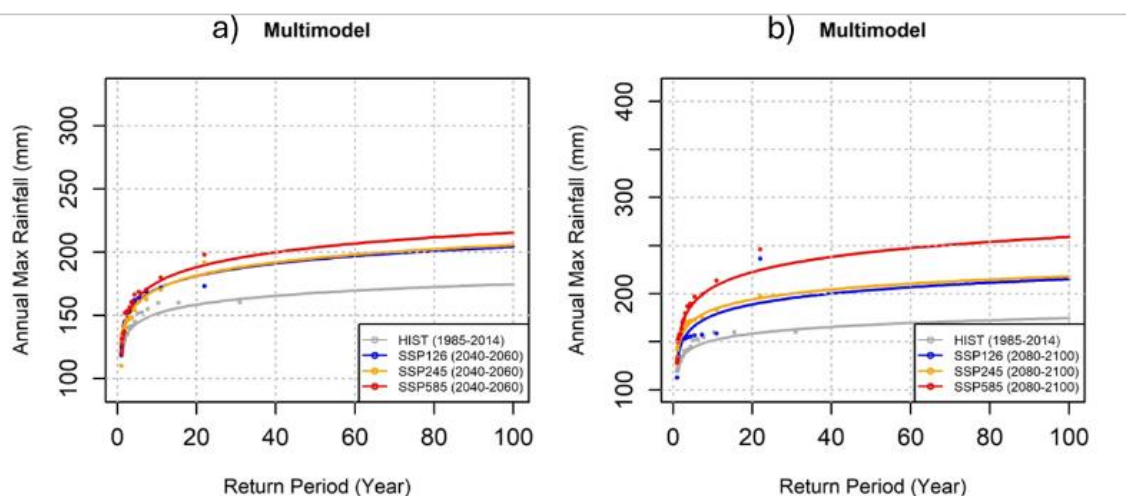 a) Multimodel
Annual Max Rainfall (mm)
300
250
200
150
100
0 20 40 60 80 100
Return Period (Year)
HIST (1985-2014)
SSP126 (2040-2060)
SSP245 (2040-2060)
SSP585 (2040-2060)
b) Multimodel
Annual Max Rainfall (mm)
400
300
200
100
0 20 40 60 80 100
Return Period (Year)
HIST (1985-2014)
SSP126 (2080-2100)
SSP245 (2080-2100)
SSP585 (2080-2100)